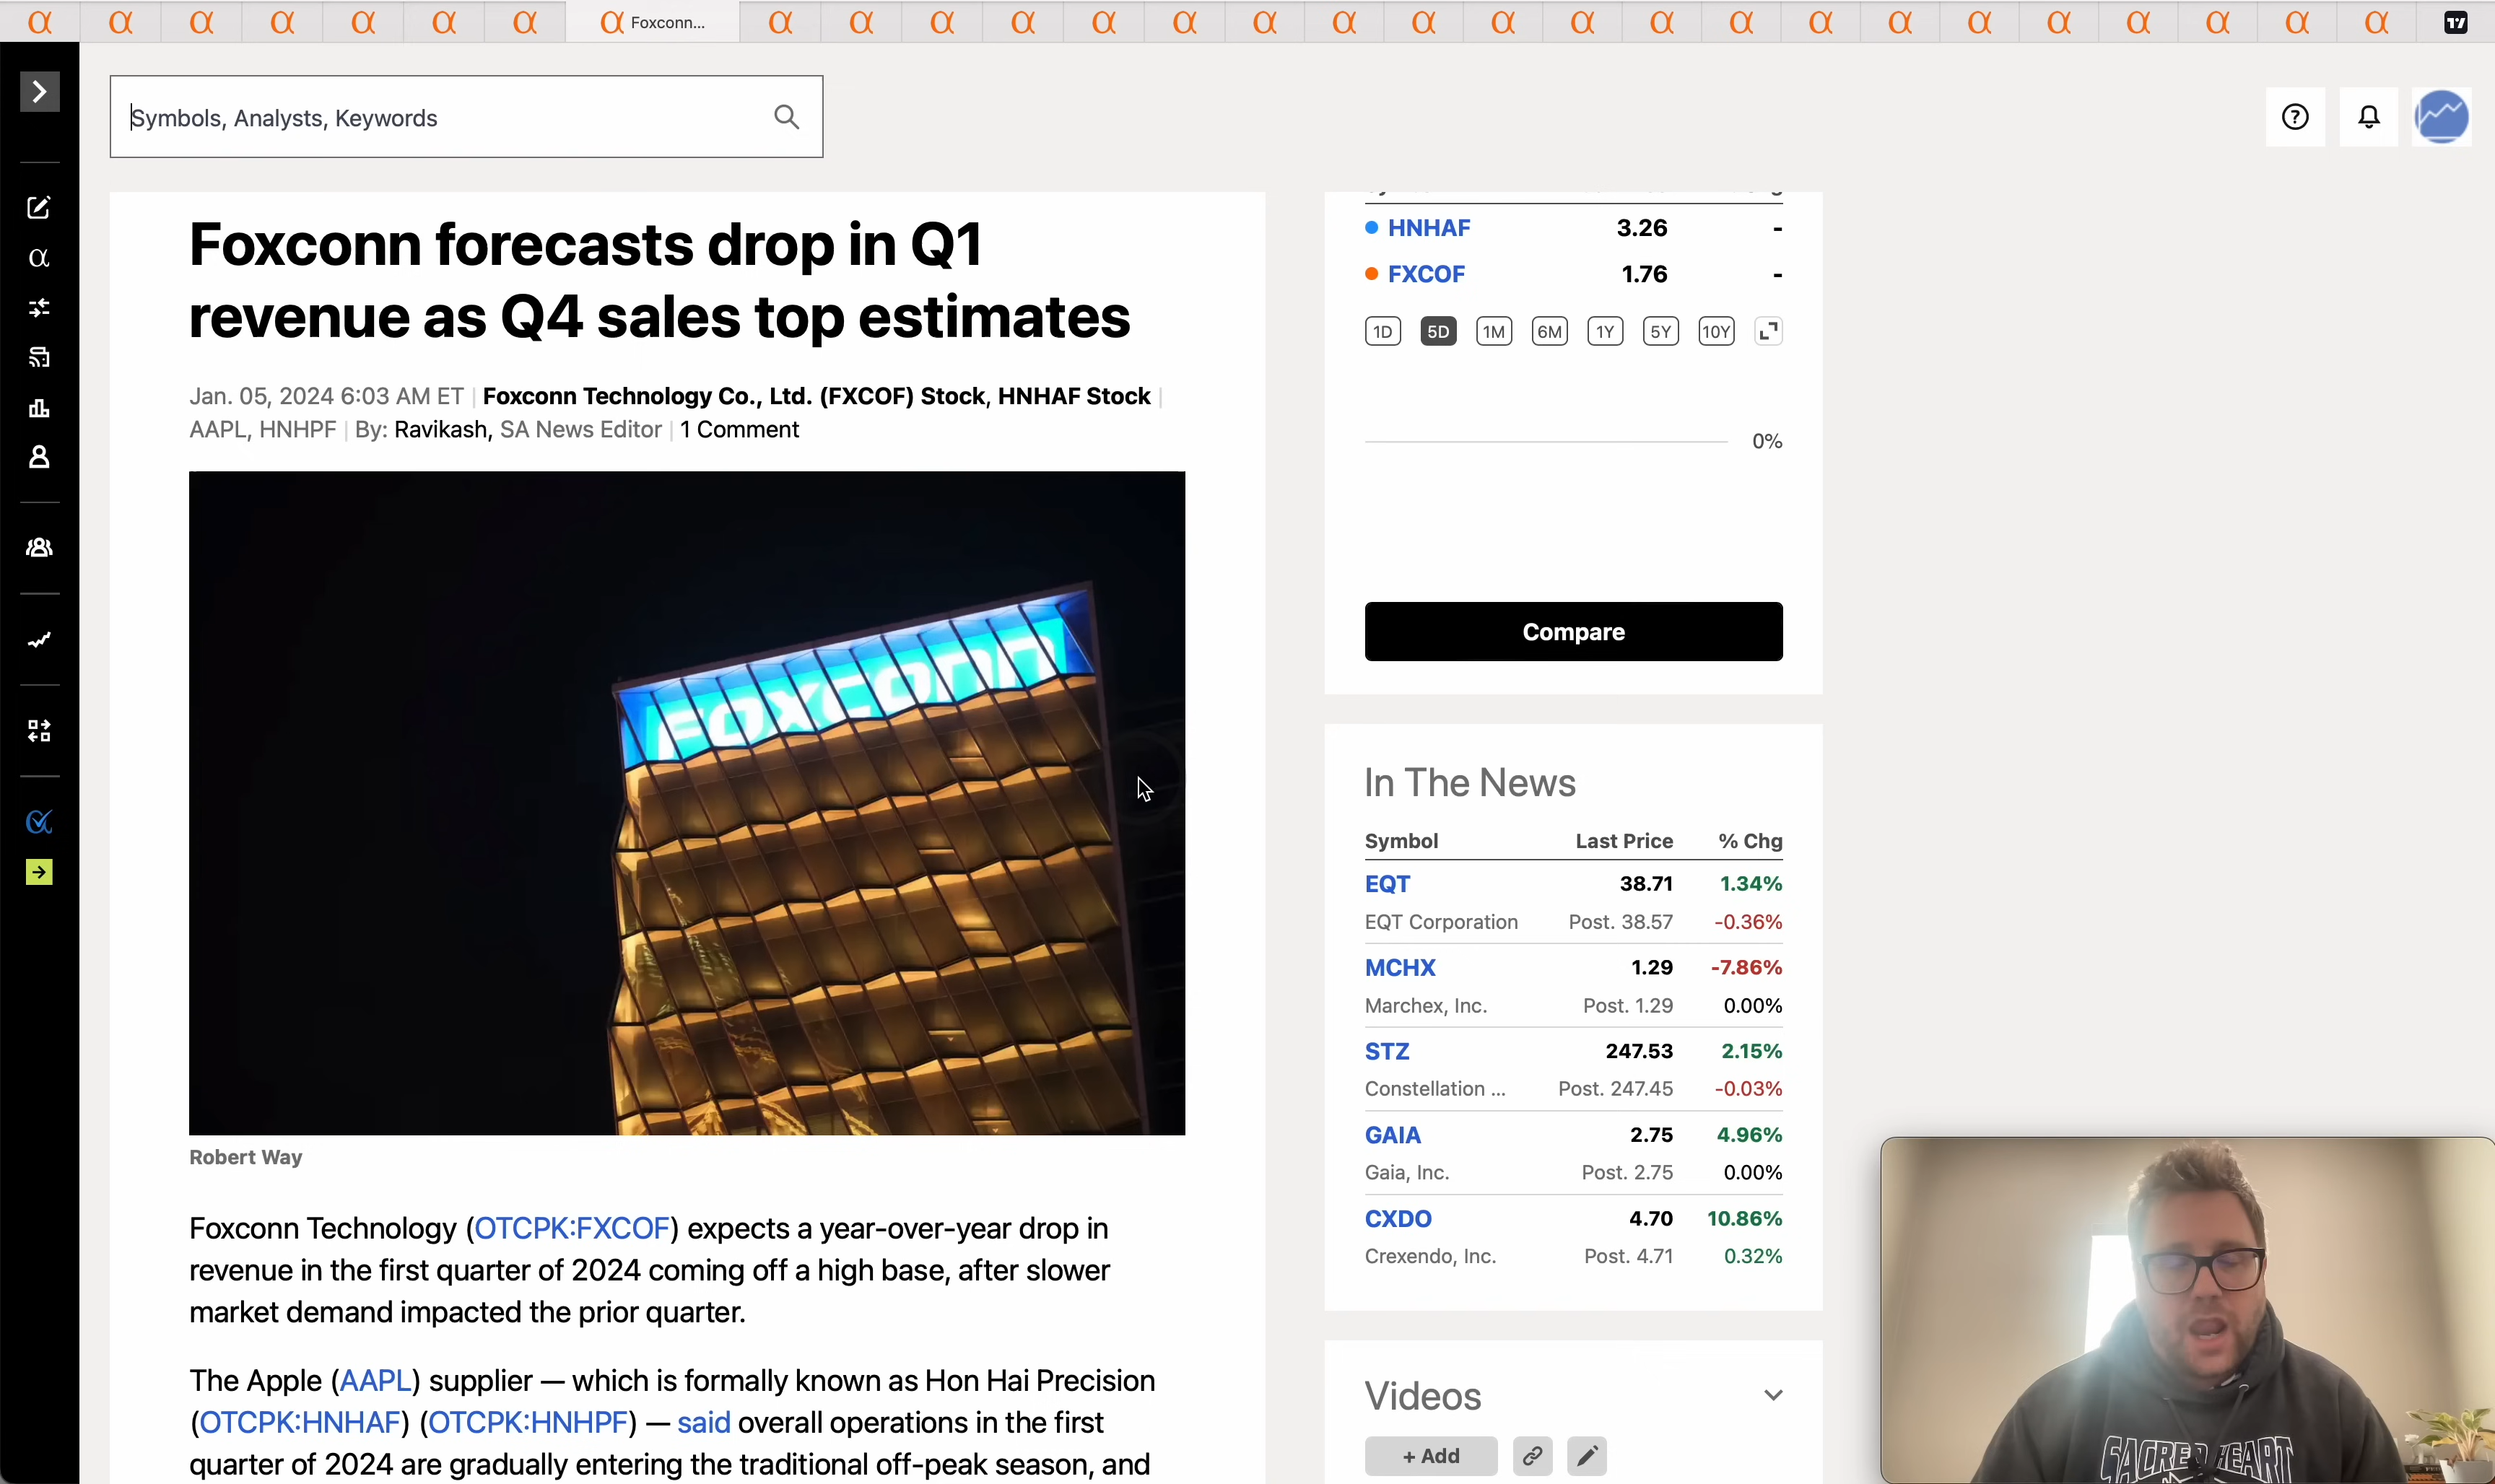 Foxconn...
Symbols, Analysts, Keywords
Foxconn forecasts drop in Q1
revenue as Q4 sales top estimates
Jan. 05, 2024 6:03 AM ET | Foxconn Technology Co., Ltd. (FXCOF) Stock, HNHAF Stock |
AAPL, HNHPF | By: Ravikash, SA News Editor | 1 Comment
FOXCONN
Robert Way
Foxconn Technology (OTCPK:FXCOF) expects a year-over-year drop in
revenue in the first quarter of 2024 coming off a high base, after slower
market demand impacted the prior quarter.
The Apple (AAPL) supplier — which is formally known as Hon Hai Precision
(OTCPK:HNHAF) (OTCPK:HNHPF) — said overall operations in the first
quarter of 2024 are gradually entering the traditional off-peak season, and
HNHAF 3.26 -
FXCOF 1.76 -
1D 5D 1M 6M 1Y 5Y 10Y
0%
Compare
In The News
Symbol Last Price % Chg
EQT 38.71 1.34%
EQT Corporation Post. 38.57 -0.36%
MCHX 1.29 -7.86%
Marchex, Inc. Post. 1.29 0.00%
STZ 247.53 2.15%
Constellation ... Post. 247.45 -0.03%
GAIA 2.75 4.96%
Gaia, Inc. Post. 2.75 0.00%
CXDO 4.70 10.86%
Crexendo, Inc. Post. 4.71 0.32%
Videos
+ Add
SACRED HEART